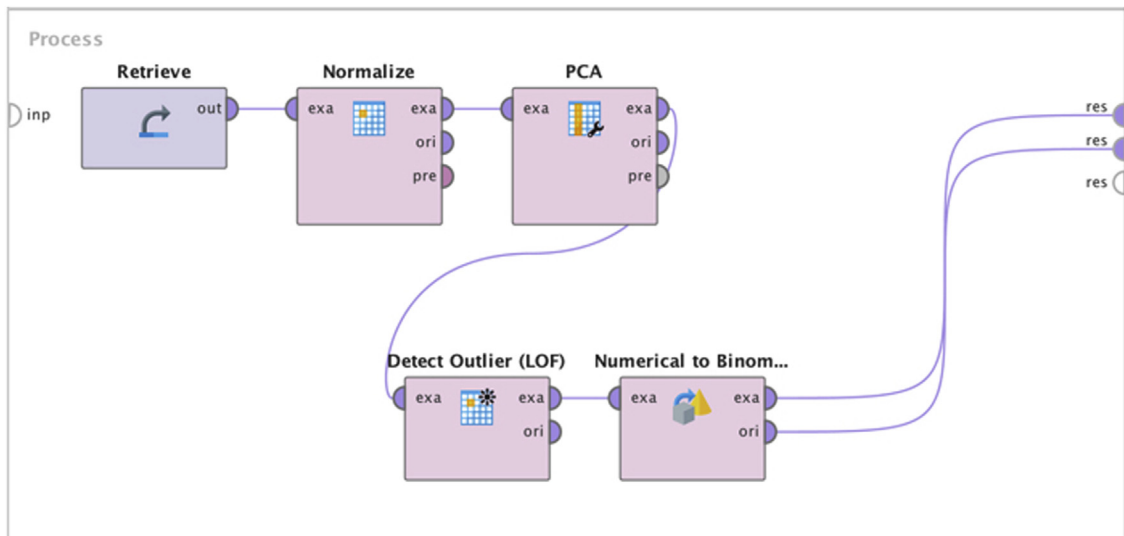 Process
Retrieve
Normalize
PCA
inp
out
exa
exa
ori
pre
exa
exa
ori
pre
res
res
res
Detect Outlier (LOF)
Numerical to Binom...
exa
exa
ori
exa
exa
ori